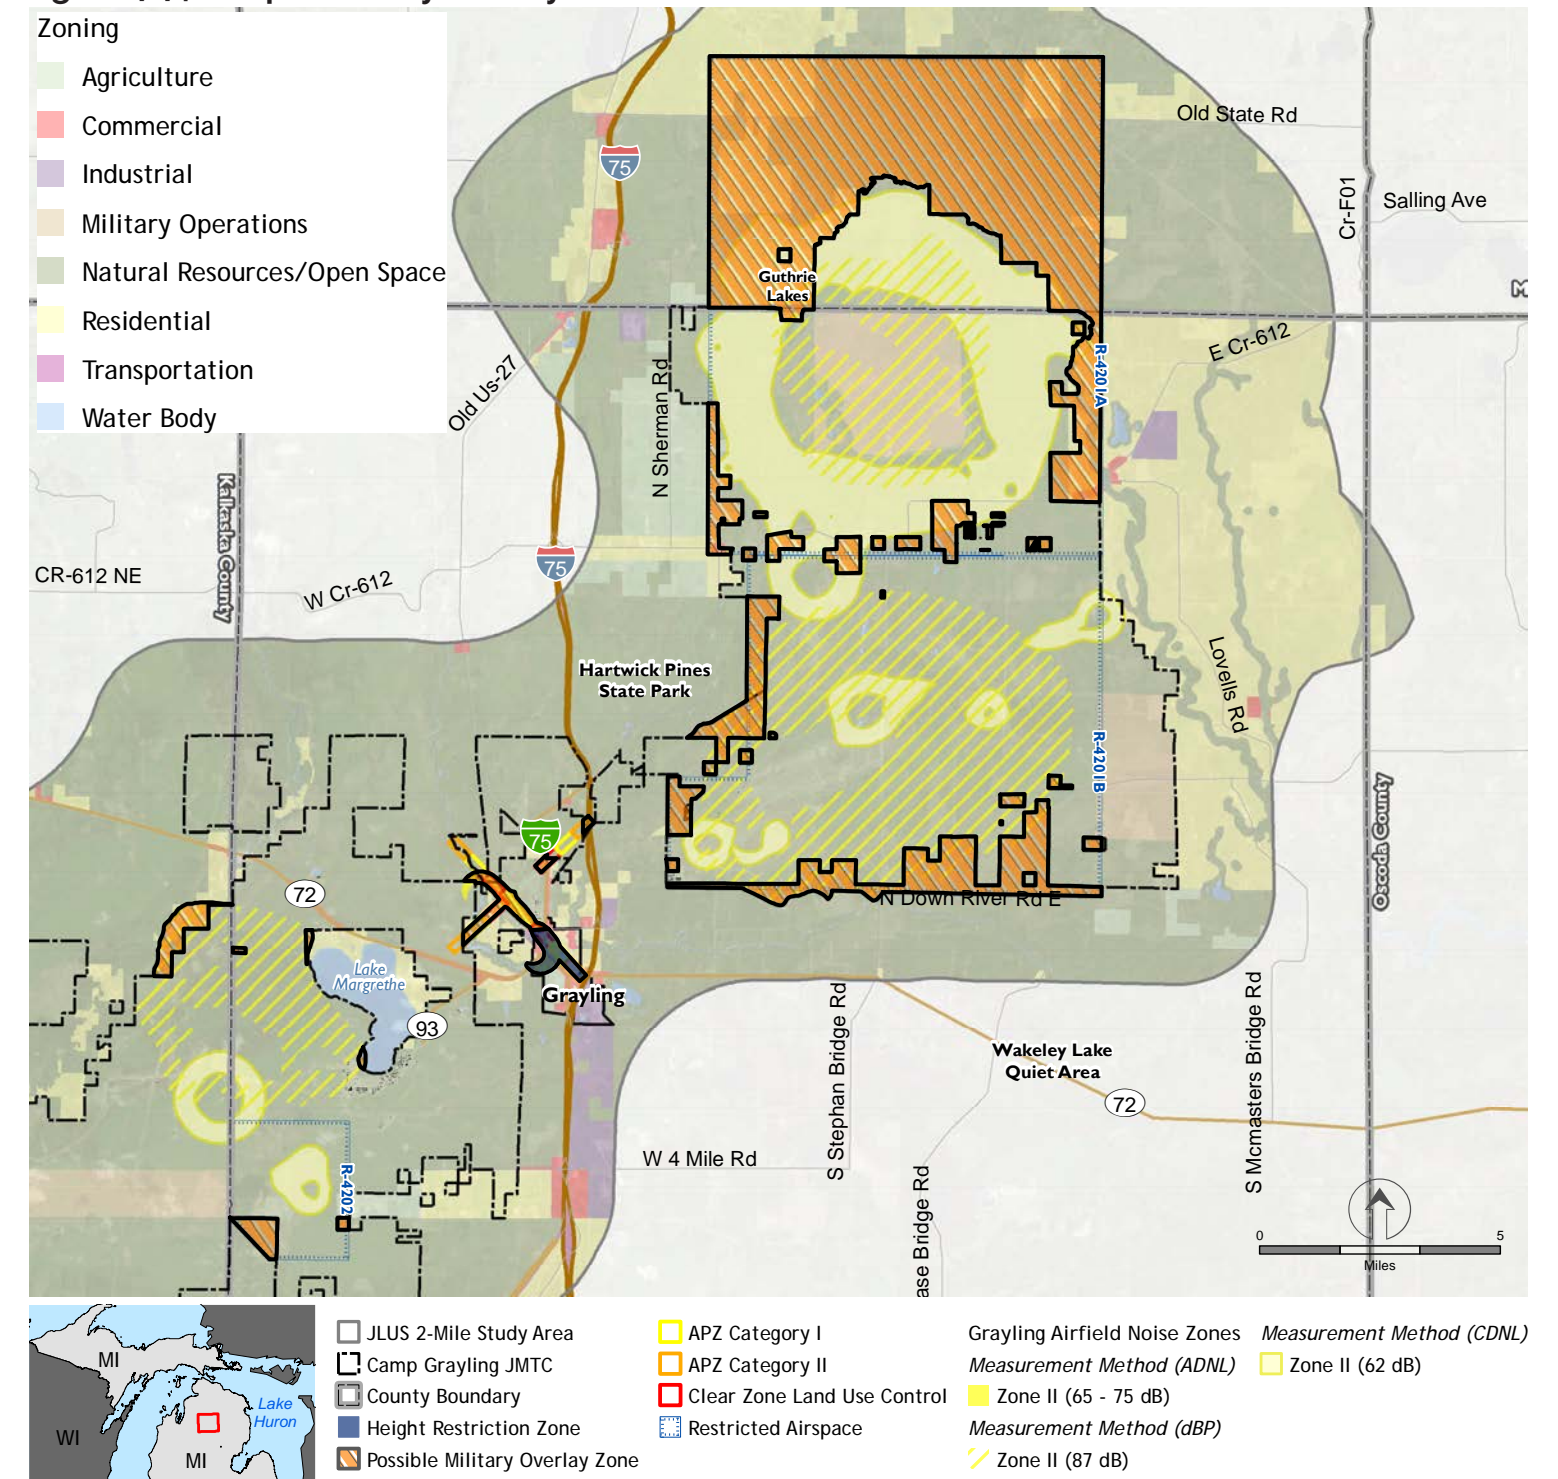 Zoning
Agriculture
Commercial
Industrial
Military Operations
Natural Resources/Open Space
Residential
Transportation
Water Body
75
Old State Rd
Cr-F01
Salling Ave
Guthrie
Lakes
M
E Cr-612
R-4201A
N Sherman Rd
Old Us-27
Kalkaska County
CR-612 NE
W Cr-612
75
Hartwick Pines
State Park
Lovells Rd
R-4201B
Oscoda County
75
72
N Down River Rd E
Lake
Margrethe
Grayling
93
S Stephan Bridge Rd
Wakeley Lake
Quiet Area
72
S Mcmasters Bridge Rd
W 4 Mile Rd
R-4202
ase Bridge Rd
0 5
Miles
MI
Lake
Huron
WI
MI
JLUS 2-Mile Study Area
Camp Grayling JMTC
County Boundary
Height Restriction Zone
Possible Military Overlay Zone
APZ Category I
APZ Category II
Clear Zone Land Use Control
Restricted Airspace
Grayling Airfield Noise Zones
Measurement Method (ADNL)
Zone II (65 - 75 dB)
Measurement Method (dBP)
Zone II (87 dB)
Measurement Method (CDNL)
Zone II (62 dB)